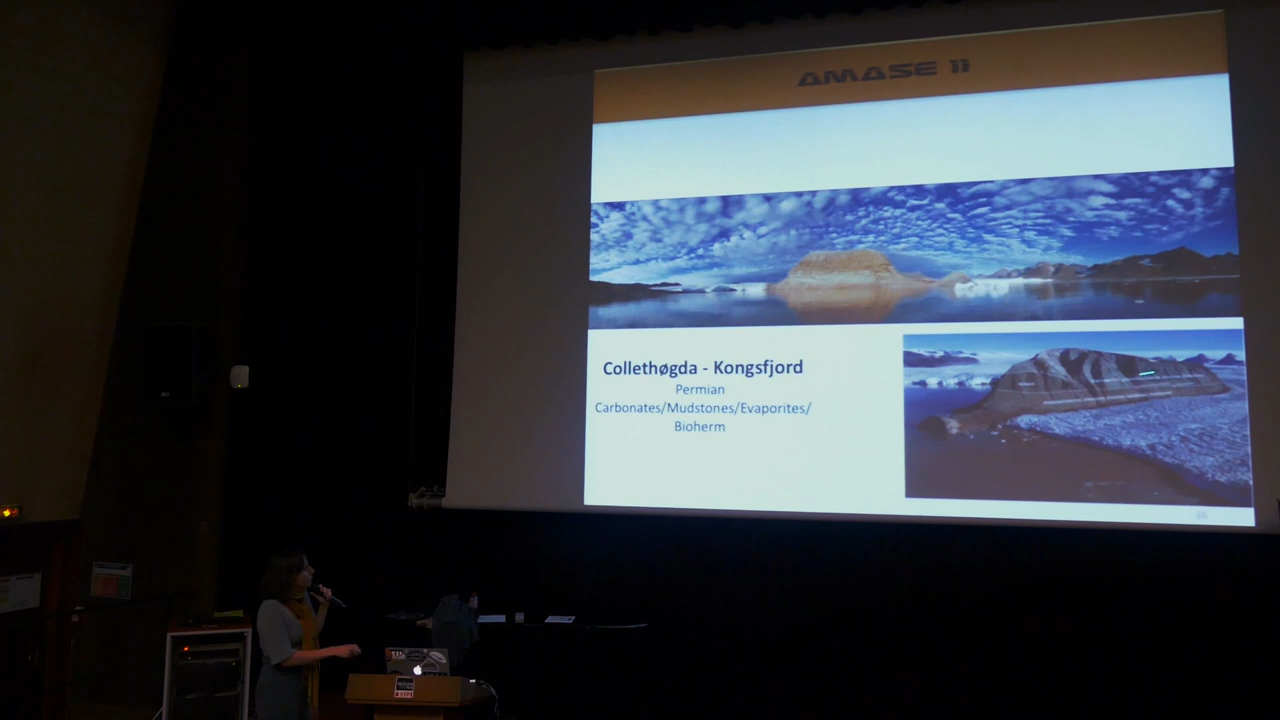 AMASE 11
Collethøgda - Kongsfjord
Permian
Carbonates/Mudstones/Evaporites/
Bioherm